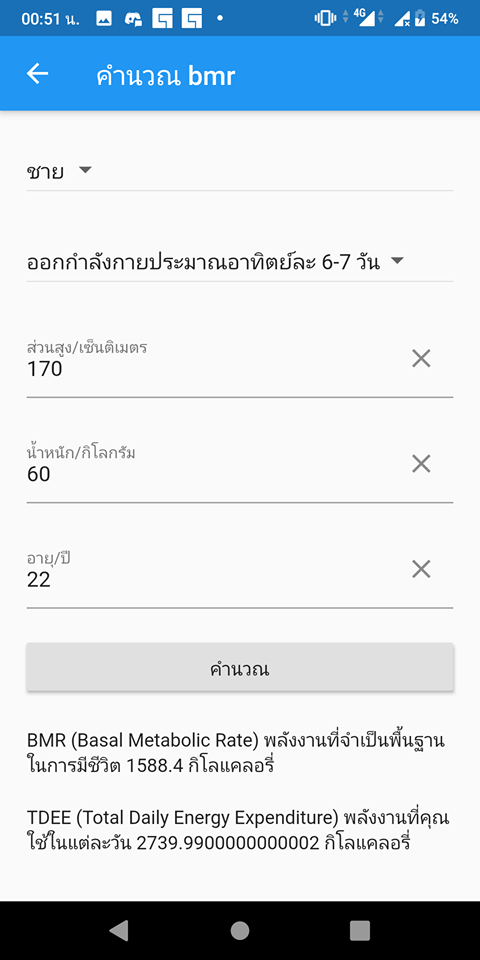 00:51 น.
4G
54%
คำนวณ bmr
ชาย
ออกกำลังกายประมาณอาทิตย์ละ 6-7 วัน
ส่วนสูง/เซ็นติเมตร
170
น้ำหนัก/กิโลกรัม
60
อายุ/ปี
22
คำนวณ
BMR (Basal Metabolic Rate) พลังงานที่จำเป็นพื้นฐาน
ในการมีชีวิต 1588.4 กิโลแคลอรี่
TDEE (Total Daily Energy Expenditure) พลังงานที่คุณ
ใช้ในแต่ละวัน 2739.9900000000002 กิโลแคลอรี่